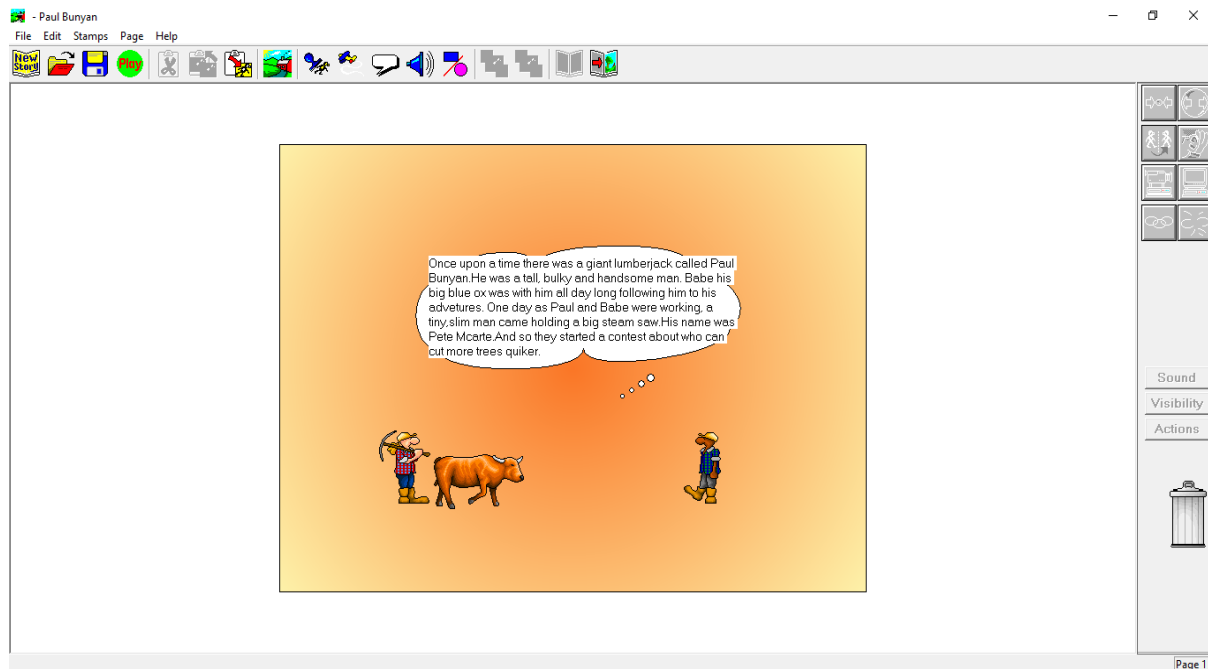 - Paul Bunyan
File Edit Stamps Page Help
New Story Play
Once upon a time there was a giant lumberjack called Paul
Bunyan.He was a tall, bulky and handsome man. Babe his
big blue ox was with him all day long following him to his
advetures. One day as Paul and Babe were working, a
tiny,slim man came holding a big steam saw.His name was
Pete Mcarte.And so they started a contest about who can
cut more trees quiker.
Sound
Visibility
Actions
Page 1